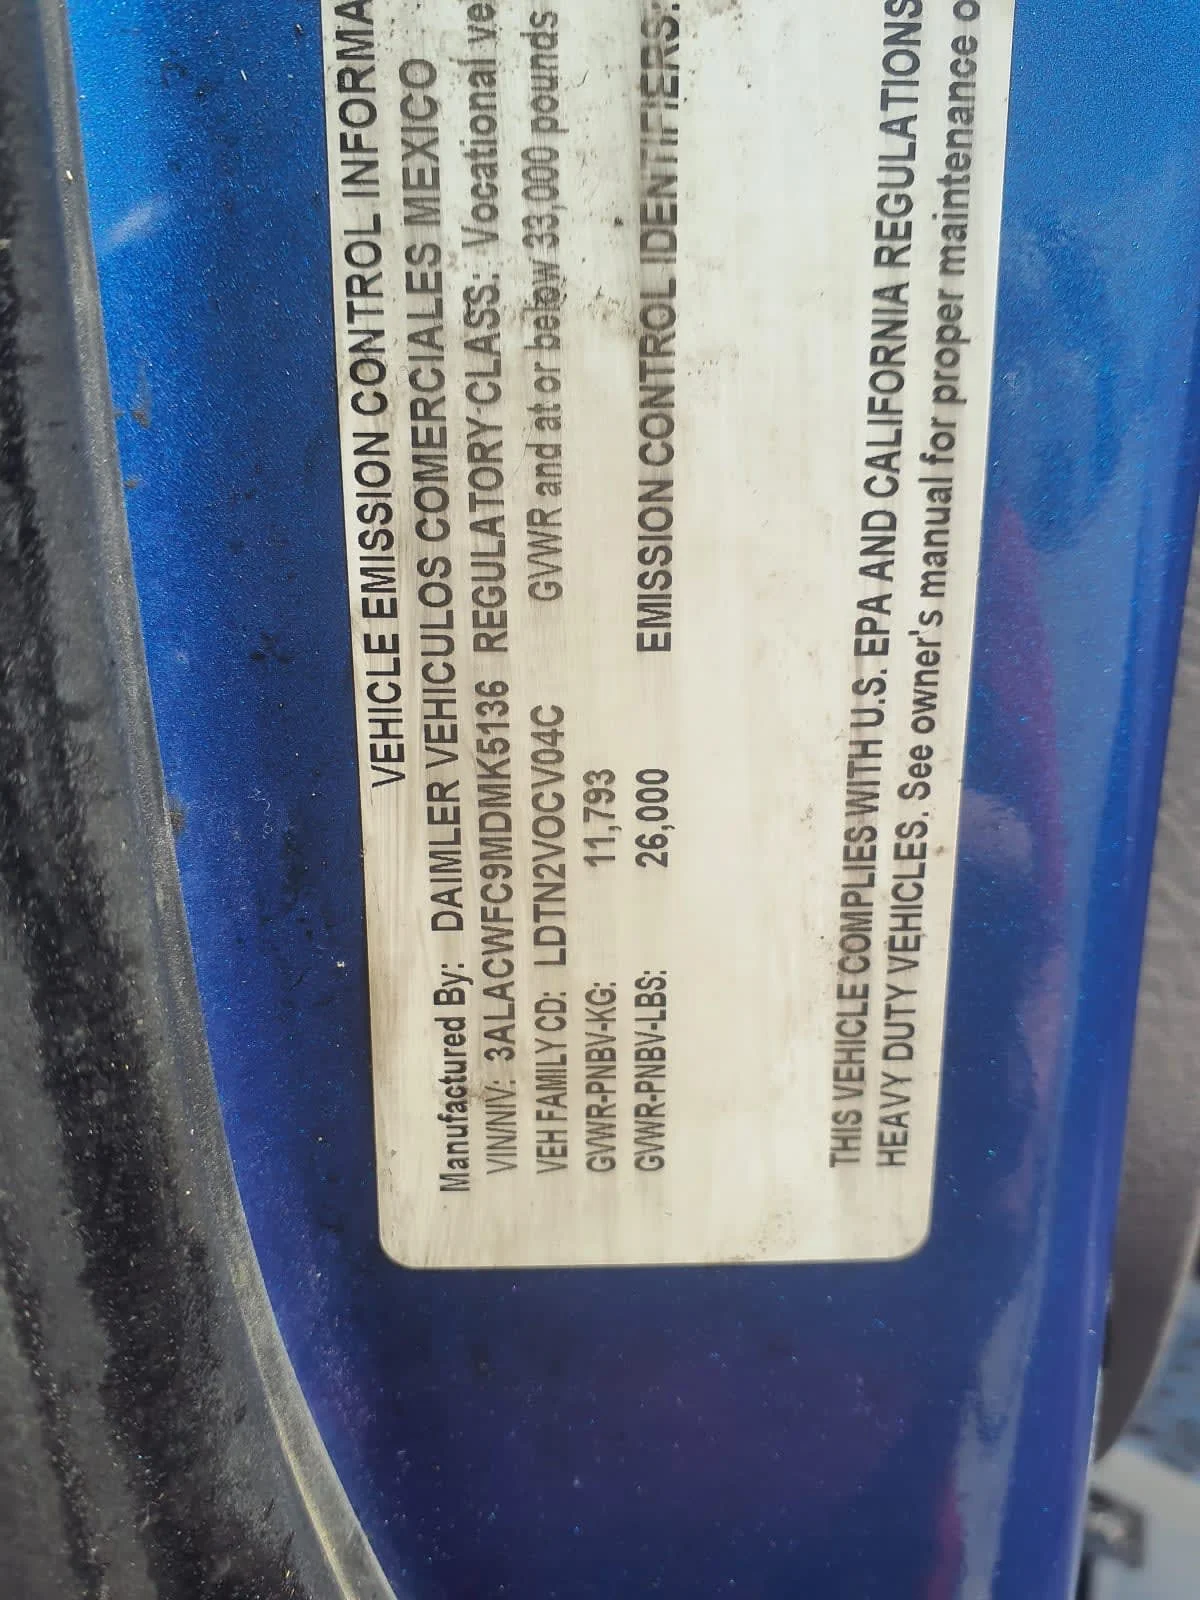 VEHICLE EMISSION CONTROL INFORMA
Manufactured By: DAIMLER VEHICULOS COMERCIALES MEXICO
VIN/NIV: 3ALACWFC9MDMK5136 REGULATORY CLASS: Vocational ve
VEH FAMILY CD: LDTN2VOCV04C GVWR and at or below 33,000 pounds
GVWR-PNBV-KG: 11,793
GVWR-PNBV-LBS: 26,000 EMISSION CONTROL IDENTIFIERS:
THIS VEHICLE COMPLIES WITH U.S. EPA AND CALIFORNIA REGULATIONS
HEAVY DUTY VEHICLES. See owner's manual for proper maintenance o